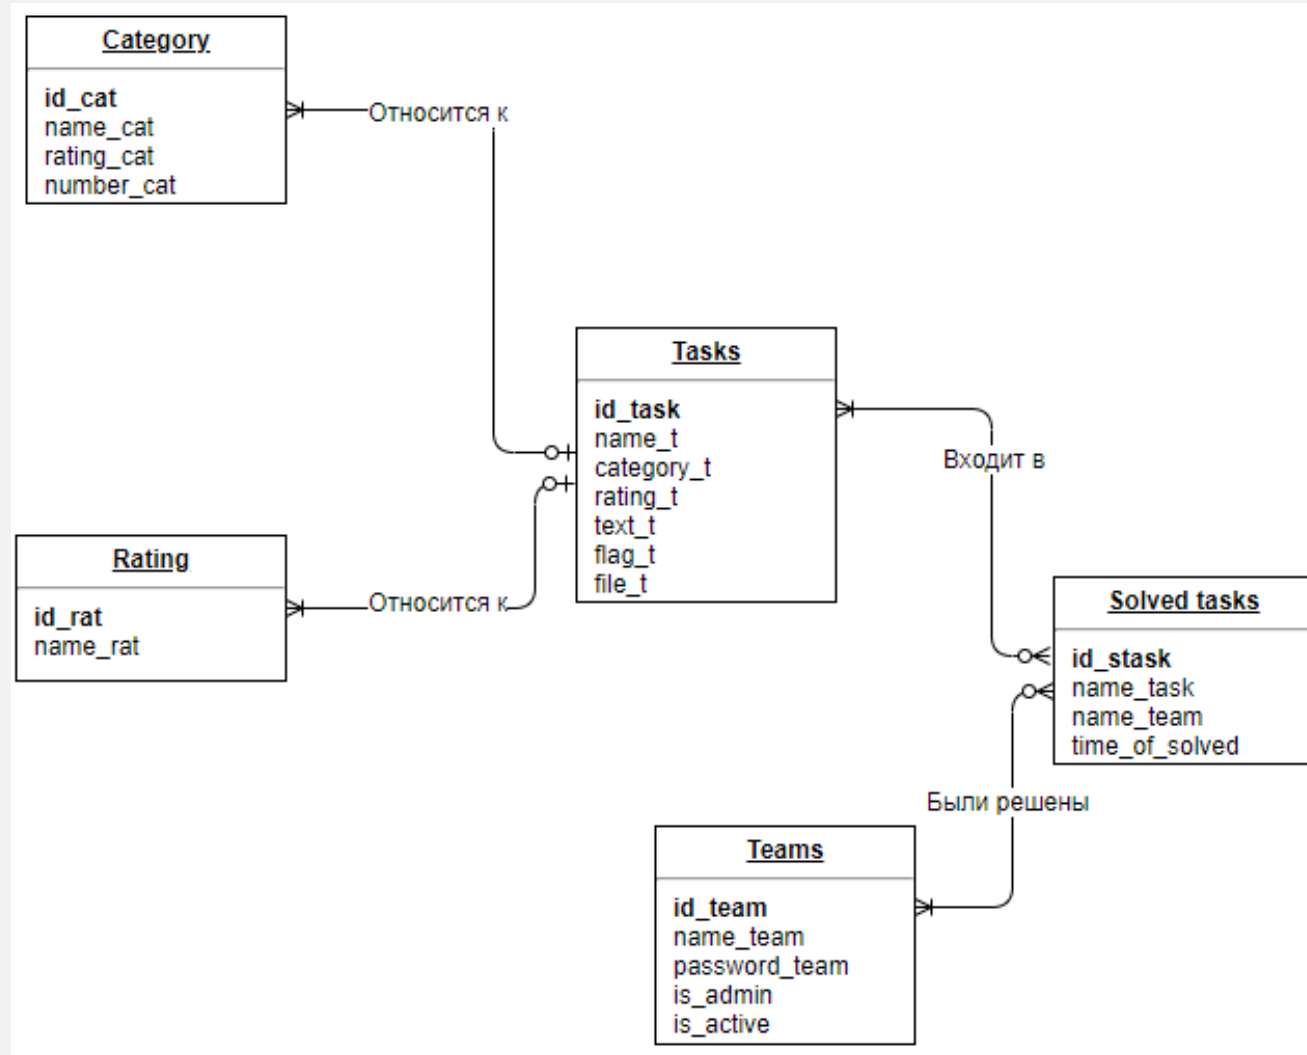 Category
id_cat
name_cat
rating_cat
number_cat
Относится к
Tasks
id_task
name_t
category_t
rating_t
text_t
flag_t
file_t
Входит в
Rating
id_rat
name_rat
Относится к
Solved tasks
id_stask
name_task
name_team
time_of_solved
Были решены
Teams
id_team
name_team
password_team
is_admin
is_active